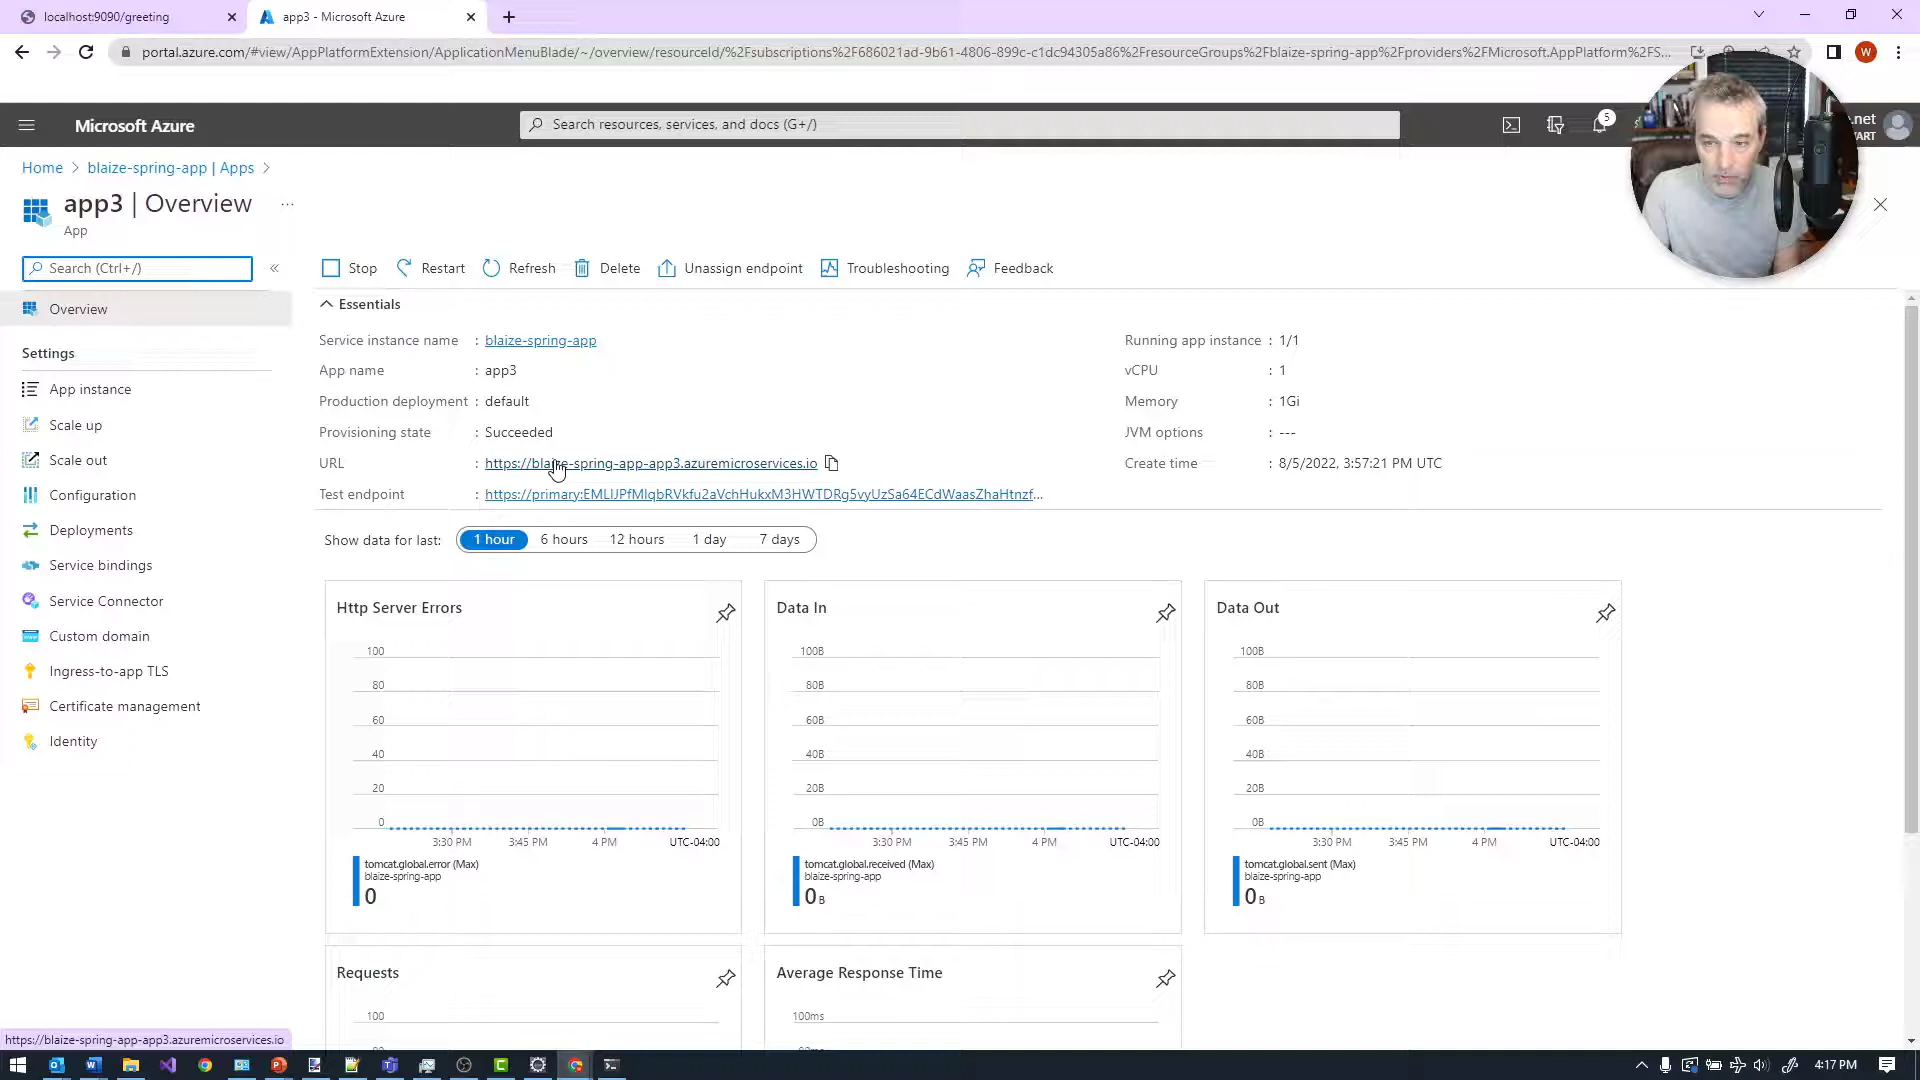 localhost:9090/greeting
app3 - Microsoft Azure
portal.azure.com/#view/AppPlatformExtension/ApplicationMenuBlade/~/overview/resourceId/%2Fsubscriptions%2F686021ad-9b61-4806-899c-c1dc94305a86%2FresourceGroups%2Fblaize-spring-app%2Fproviders%2FMicrosoft.AppPlatform%2FS...
W
Microsoft Azure
Search resources, services, and docs (G+/)
5
.net
Home > blaize-spring-app | Apps >
app3 | Overview ...
App
Search (Ctrl+/)
«
Stop Restart Refresh Delete Unassign endpoint Troubleshooting Feedback
Overview
Settings
App instance
Scale up
Scale out
Configuration
Deployments
Service bindings
Service Connector
Custom domain
Ingress-to-app TLS
Certificate management
Identity
Essentials
Service instance name : blaize-spring-app
App name : app3
Production deployment : default
Provisioning state : Succeeded
URL : https://blaize-spring-app-app3.azuremicroservices.io
Test endpoint : https://primary:EMLIJPfMIqbRVkfu2aVchHukxM3HWTDRg5vyUzSa64ECdWaasZhaHtnzf...
Running app instance : 1/1
vCPU : 1
Memory : 1Gi
JVM options : ---
Create time : 8/5/2022, 3:57:21 PM UTC
Show data for last: 1 hour 6 hours 12 hours 1 day 7 days
Http Server Errors
100
80
60
40
20
0
3:30 PM 3:45 PM 4 PM UTC-04:00
tomcat.global.error (Max)
blaize-spring-app
0
Data In
100B
80B
60B
40B
20B
0B
3:30 PM 3:45 PM 4 PM UTC-04:00
tomcat.global.received (Max)
blaize-spring-app
0 B
Data Out
100B
80B
60B
40B
20B
0B
3:30 PM 3:45 PM 4 PM UTC-04:00
tomcat.global.sent (Max)
blaize-spring-app
0 B
Requests
100
Average Response Time
100ms
https://blaize-spring-app-app3.azuremicroservices.io
4:17 PM